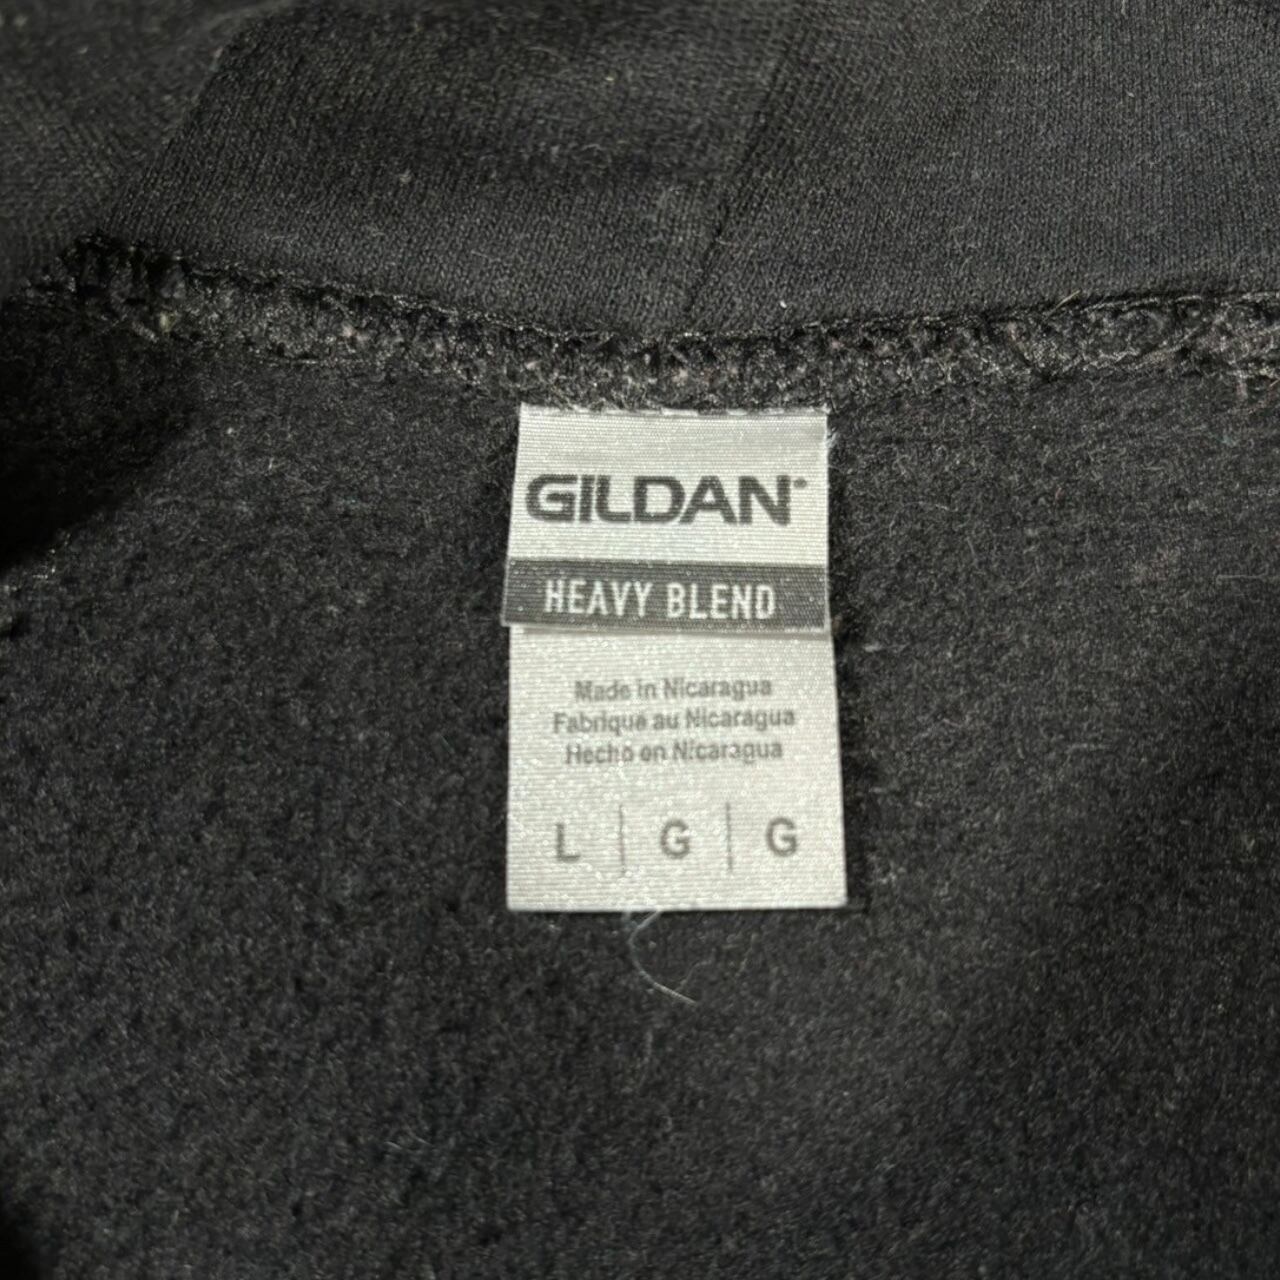 GILDAN
HEAVY BLEND
Made in Nicaragua
Fabriqué au Nicaragua
Hecho en Nicaragua
L | G | G